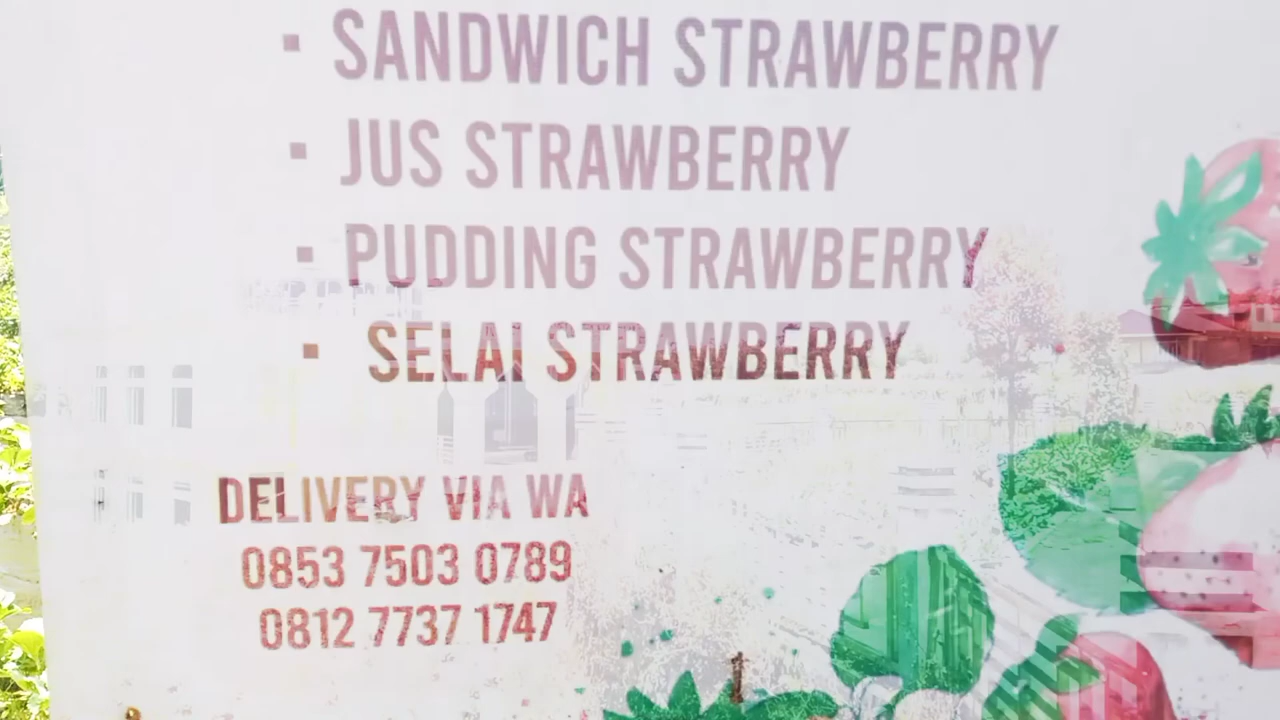 ▪ SANDWICH STRAWBERRY
▪ JUS STRAWBERRY
▪ PUDDING STRAWBERRY
▪ SELAI STRAWBERRY
DELIVERY VIA WA
0853 7503 0789
0812 7737 1747